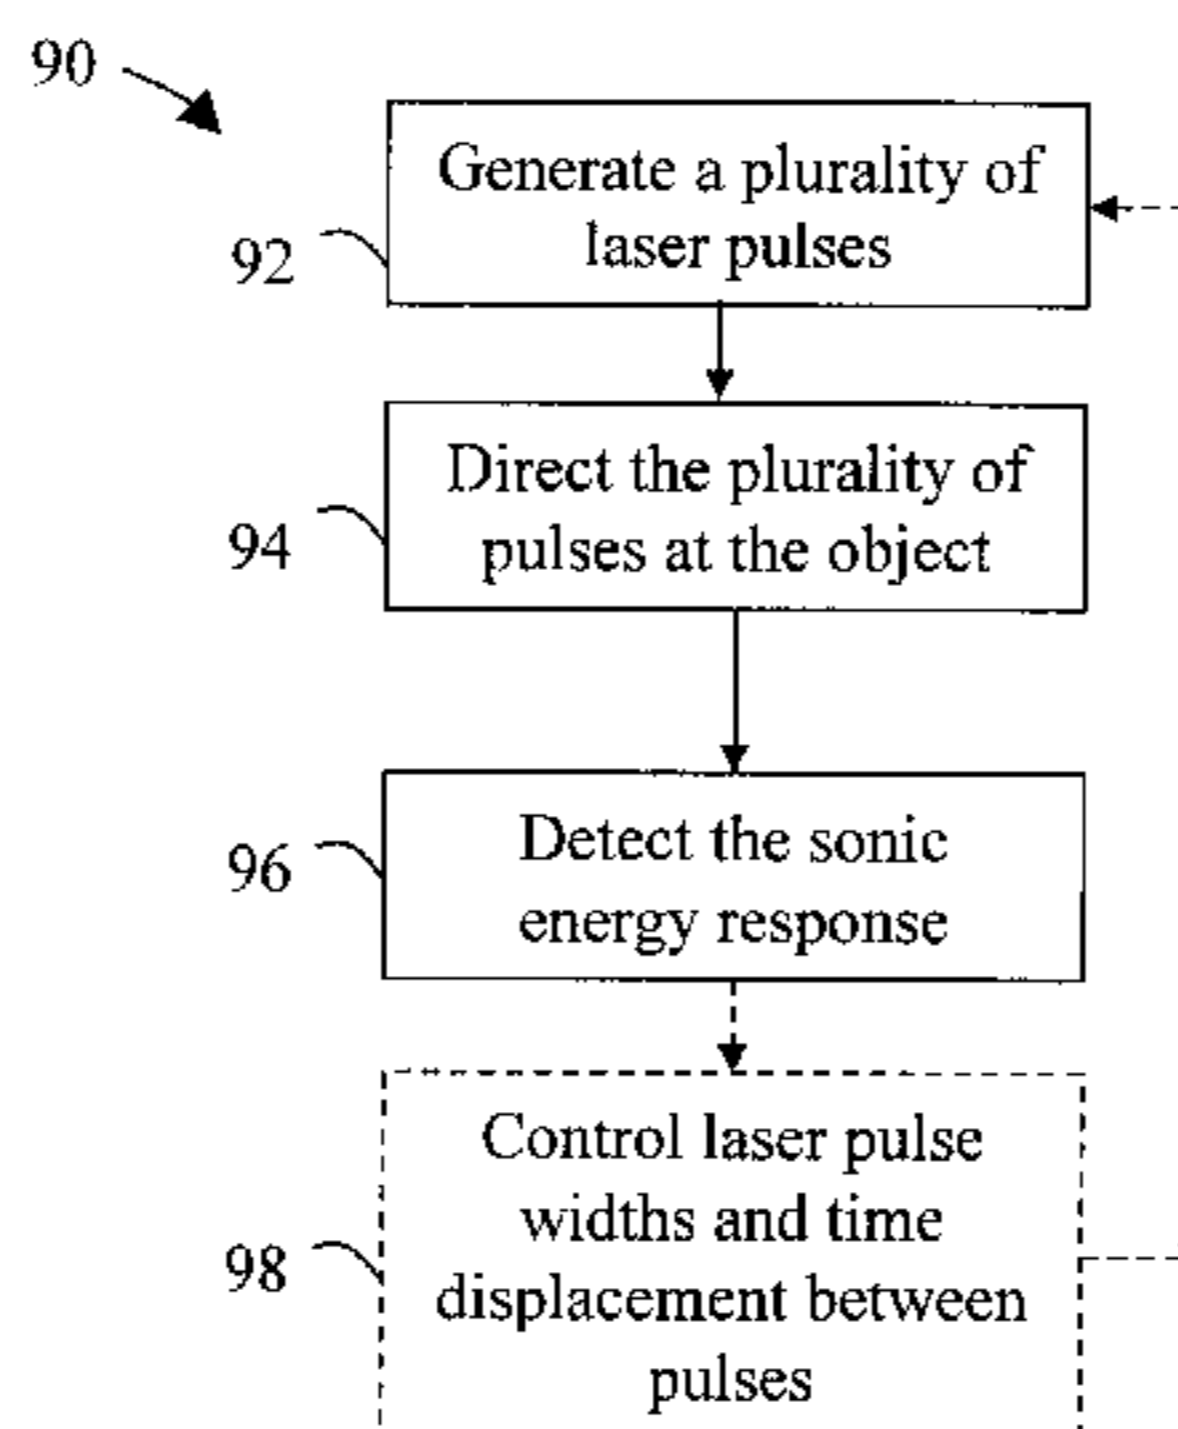 90
Generate a plurality of
laser pulses
92
Direct the plurality of
pulses at the object
94
Detect the sonic
energy response
96
Control laser pulse
widths and time
displacement between
pulses
98